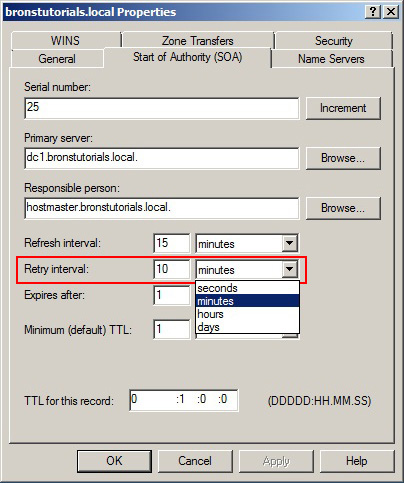 bronstutorials.local Properties
WINS Zone Transfers Security
General Start of Authority (SOA) Name Servers
Serial number:
25 Increment
Primary server:
dc1.bronstutorials.local. Browse...
Responsible person:
hostmaster.bronstutorials.local. Browse...
Refresh interval: 15 minutes
Retry interval: 10 minutes
seconds
Expires after: 1 minutes
hours
Minimum (default) TTL: 1 days
TTL for this record: 0 :1 :0 :0 (DDDDD:HH.MM.SS)
OK Cancel Apply Help